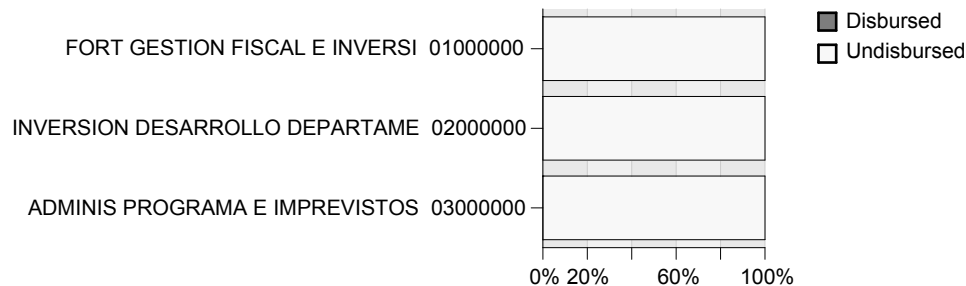 Disbursed
Undisbursed
FORT GESTION FISCAL E INVERSI 01000000
INVERSION DESARROLLO DEPARTAME 02000000
ADMINIS PROGRAMA E IMPREVISTOS 03000000
0% 20% 60% 100%